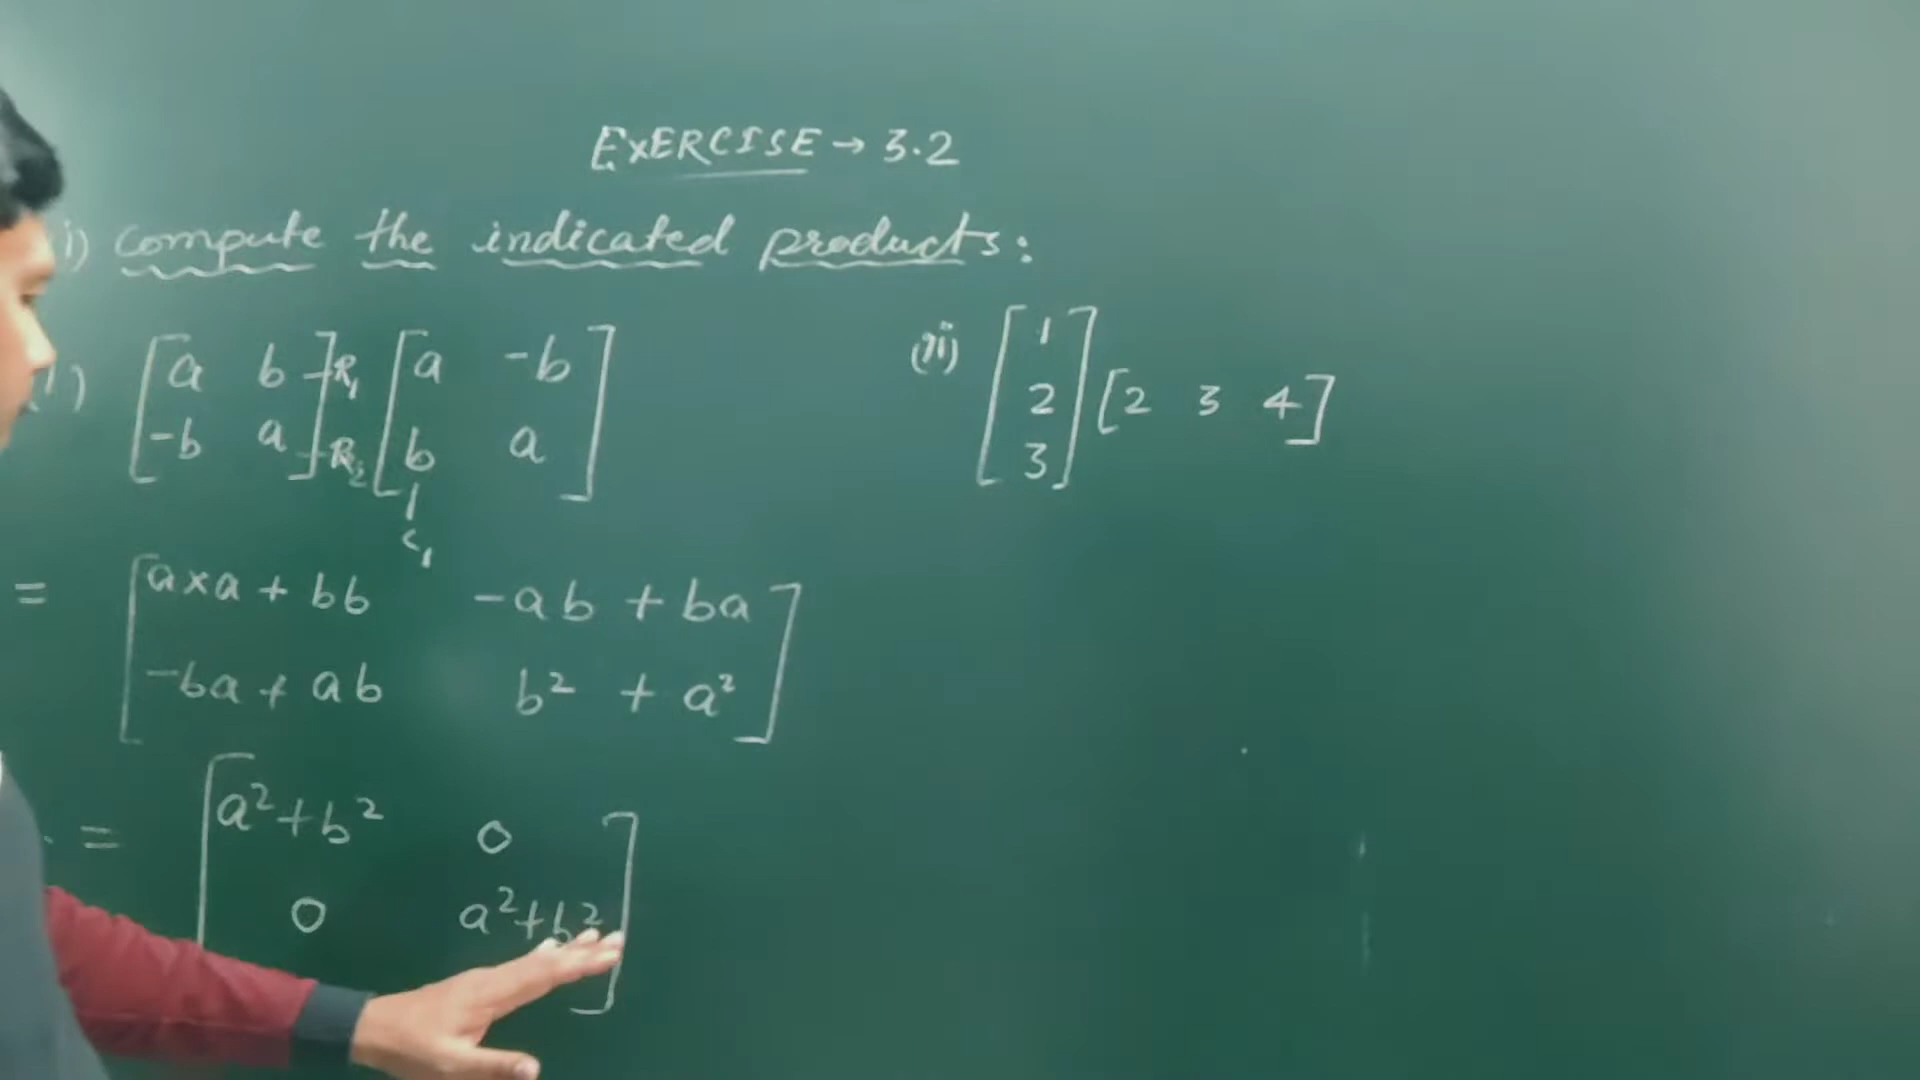 EXERCISE → 3.2
i) compute the indicated products:
[a b] R₁ [a -b]
[-b a] R₂ [b a]
c₁
= [a×a + bb -ab + ba]
[-ba + ab b² + a²]
= [a²+b² 0]
[0 a²+b²]
(ii) [1]
[2] [2 3 4]
[3]